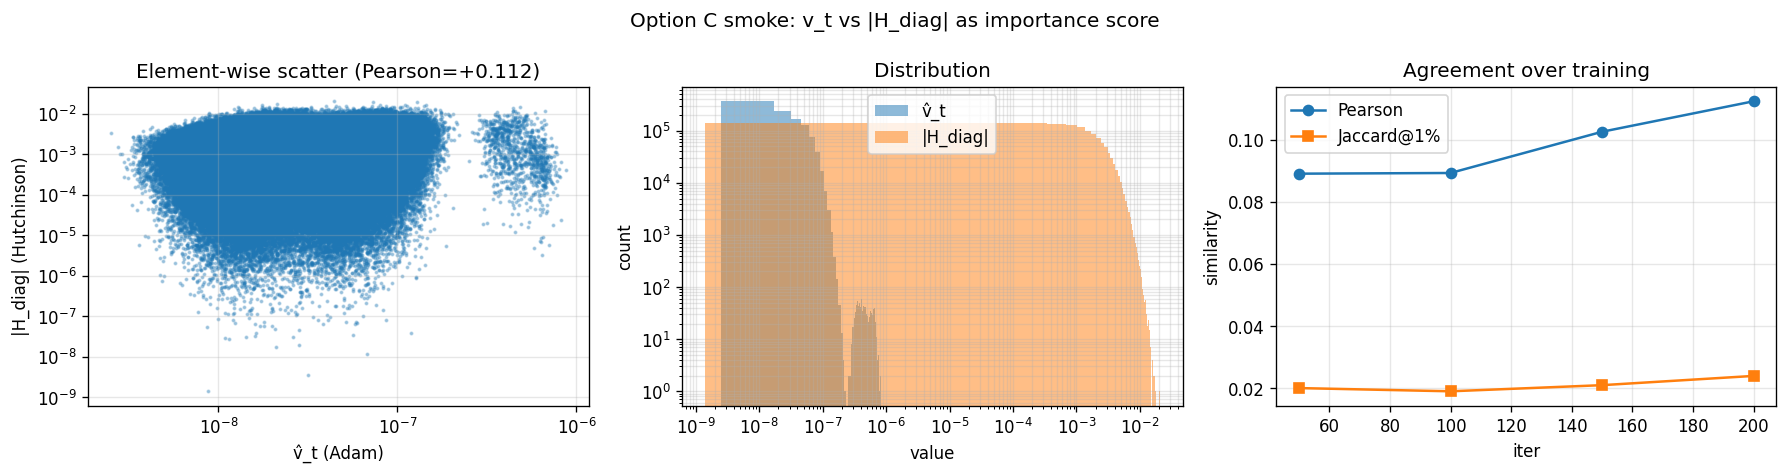 Option C smoke: v_t vs |H_diag| as importance score
Element-wise scatter (Pearson=+0.112)
|H_diag| (Hutchinson)
10⁻²
10⁻³
10⁻⁴
10⁻⁵
10⁻⁶
10⁻⁷
10⁻⁸
10⁻⁹
10⁻⁸
10⁻⁷
10⁻⁶
v̂_t (Adam)
Distribution
v̂_t
|H_diag|
count
10⁵
10⁴
10³
10²
10¹
10⁰
10⁻⁹
10⁻⁸
10⁻⁷
10⁻⁶
10⁻⁵
10⁻⁴
10⁻³
10⁻²
value
Agreement over training
Pearson
Jaccard@1%
similarity
0.10
0.08
0.06
0.04
0.02
60
80
100
120
140
160
180
200
iter